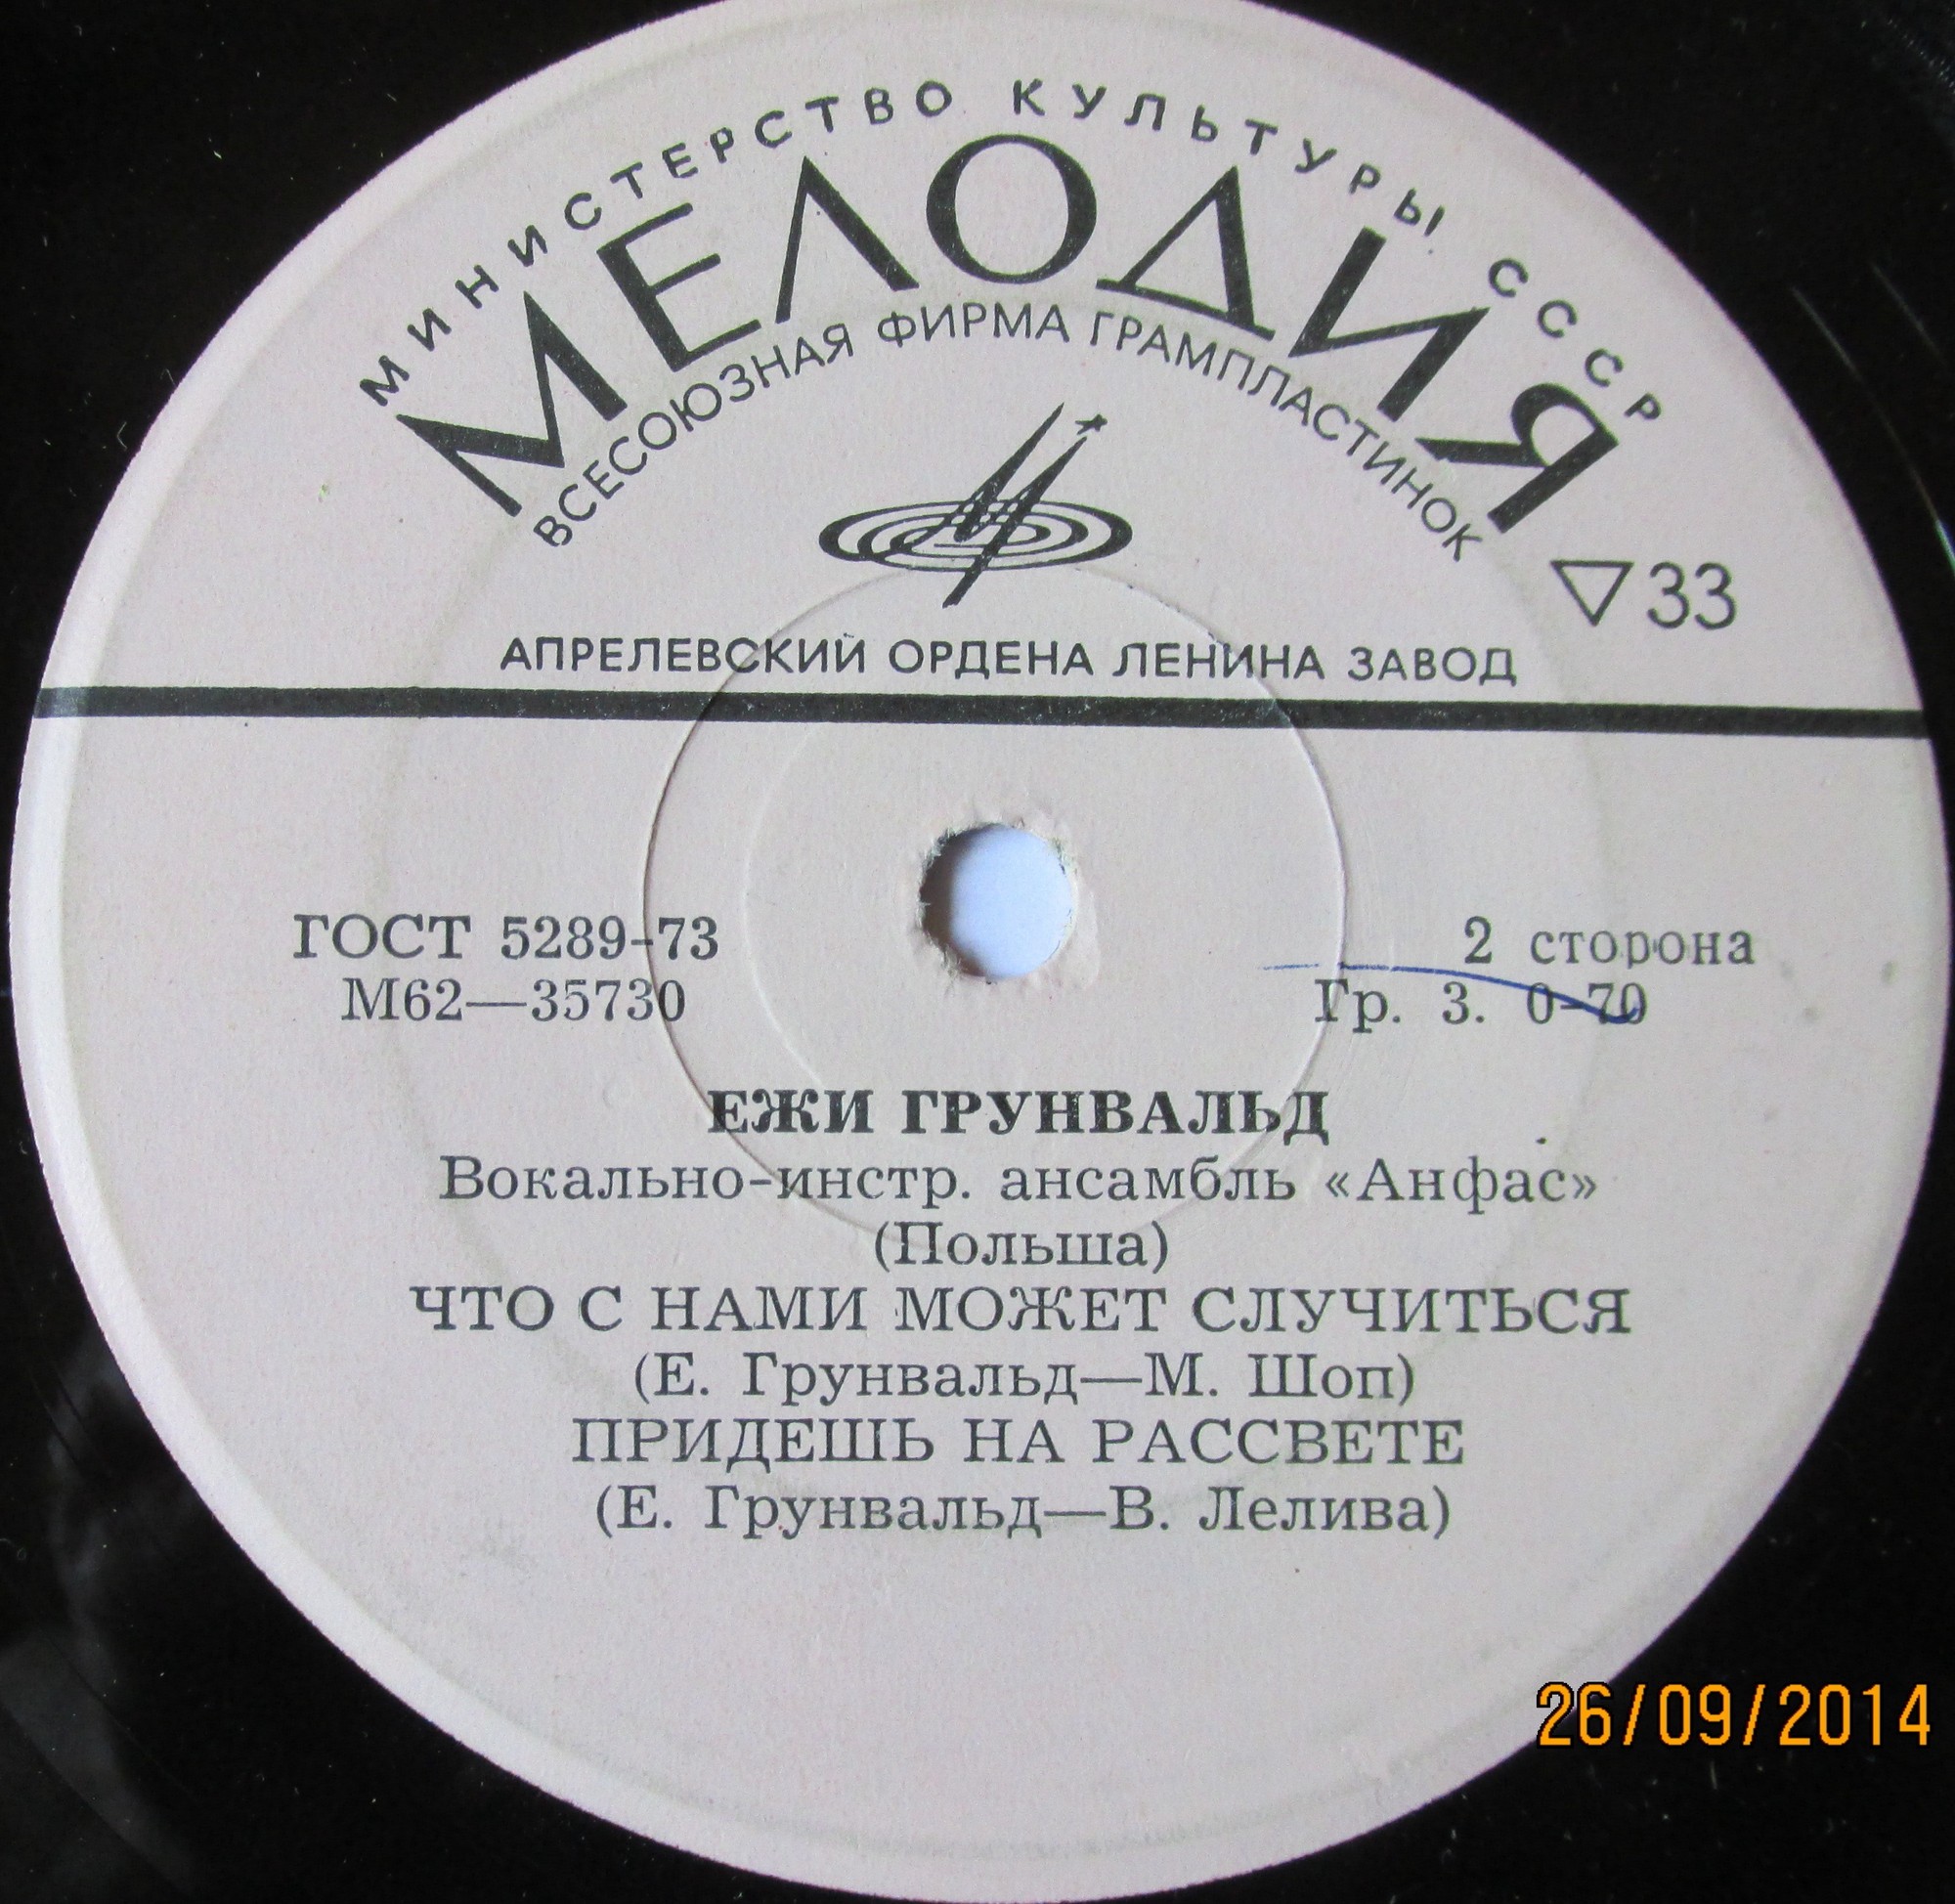 МИНИСТЕРСТВО КУЛЬТУРЫ СССР
МЕЛОДИЯ
ВСЕСОЮЗНАЯ ФИРМА ГРАМПЛАСТИНОК
▽33
АПРЕЛЕВСКИЙ ОРДЕНА ЛЕНИНА ЗАВОД
ГОСТ 5289-73
М62—35730
2 сторона
Гр. 3. 0-70
ЕЖИ ГРУНВАЛЬД
Вокально-инстр. ансамбль «Анфас»
(Польша)
ЧТО С НАМИ МОЖЕТ СЛУЧИТЬСЯ
(Е. Грунвальд—М. Шоп)
ПРИДЕШЬ НА РАССВЕТЕ
(Е. Грунвальд—В. Лелива)
26/09/2014